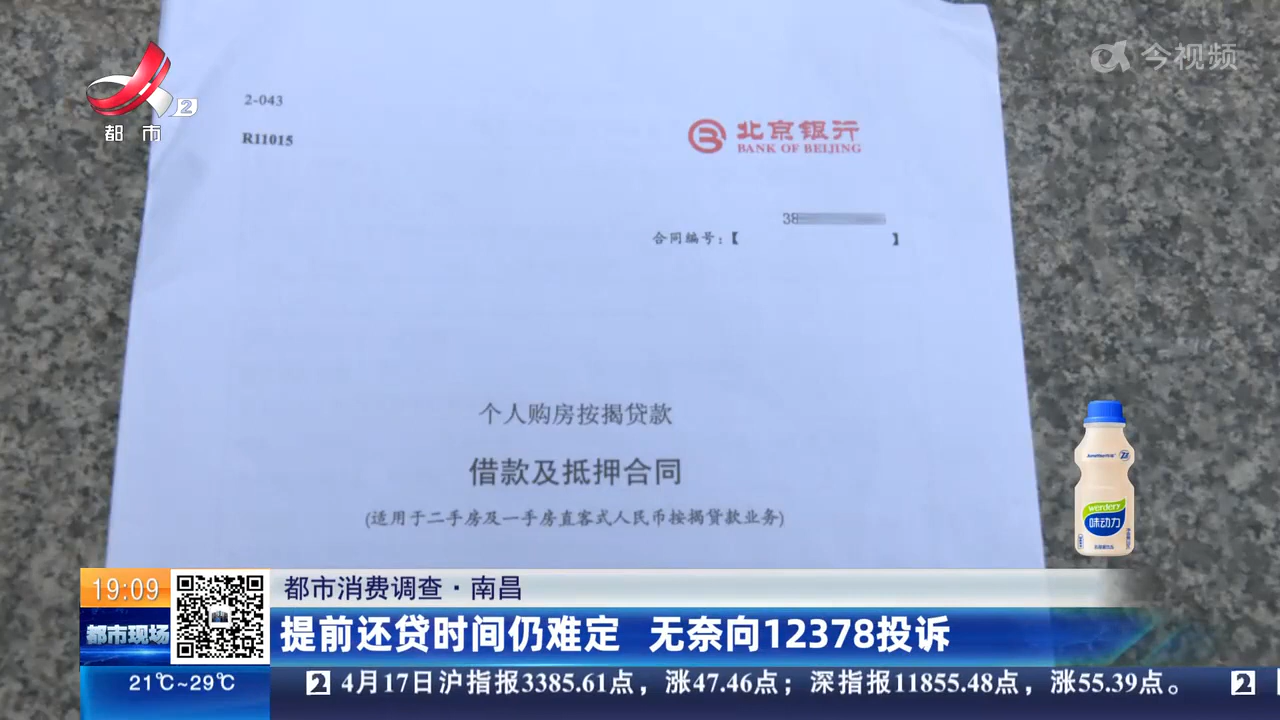 今视频
2
都市
2-043
R11015
北京银行
BANK OF BEIJING
38
合同编号：【 】
个人购房按揭贷款
借款及抵押合同
(适用于二手房及一手房直客式人民币按揭贷款业务)
werdery
味动力
19:09
都市现场
都市消费调查·南昌
提前还贷时间仍难定 无奈向12378投诉
21℃~29℃
2 4月17日沪指报3385.61点，涨47.46点；深指报11855.48点，涨55.39点。 2